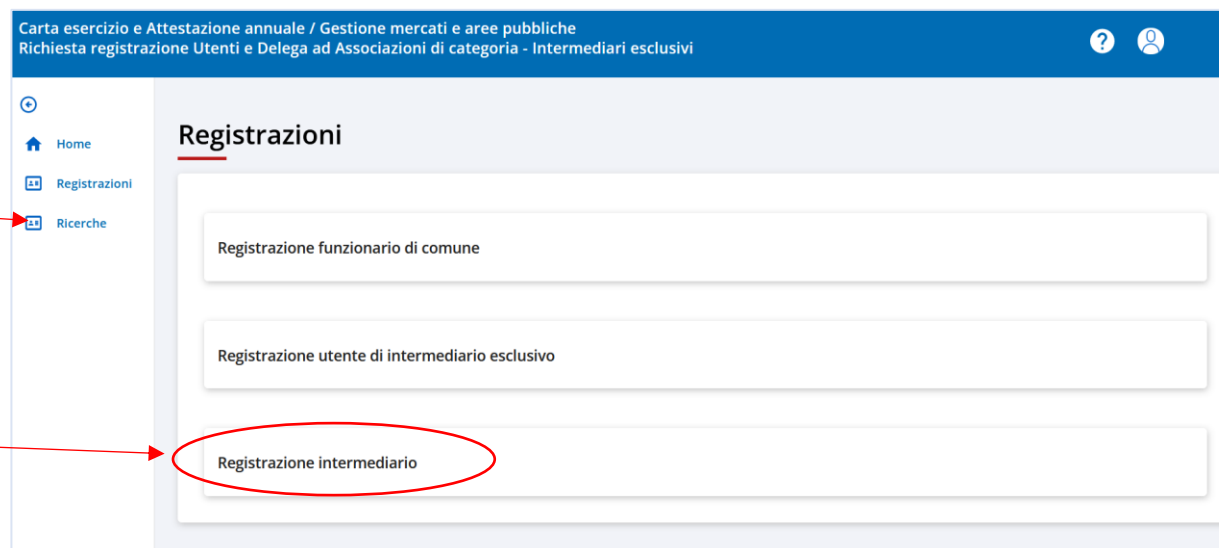 Carta esercizio e Attestazione annuale / Gestione mercati e aree pubbliche
Richiesta registrazione Utenti e Delega ad Associazioni di categoria - Intermediari esclusivi
?
Home
Registrazioni
Ricerche
Registrazioni
Registrazione funzionario di comune
Registrazione utente di intermediario esclusivo
Registrazione intermediario